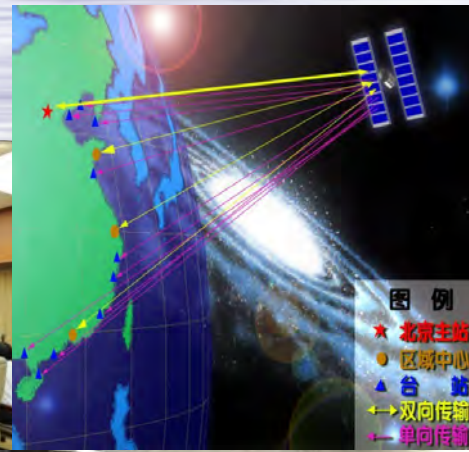 图 例
北京主站
区域中心
台 站
双向传输
单向传输